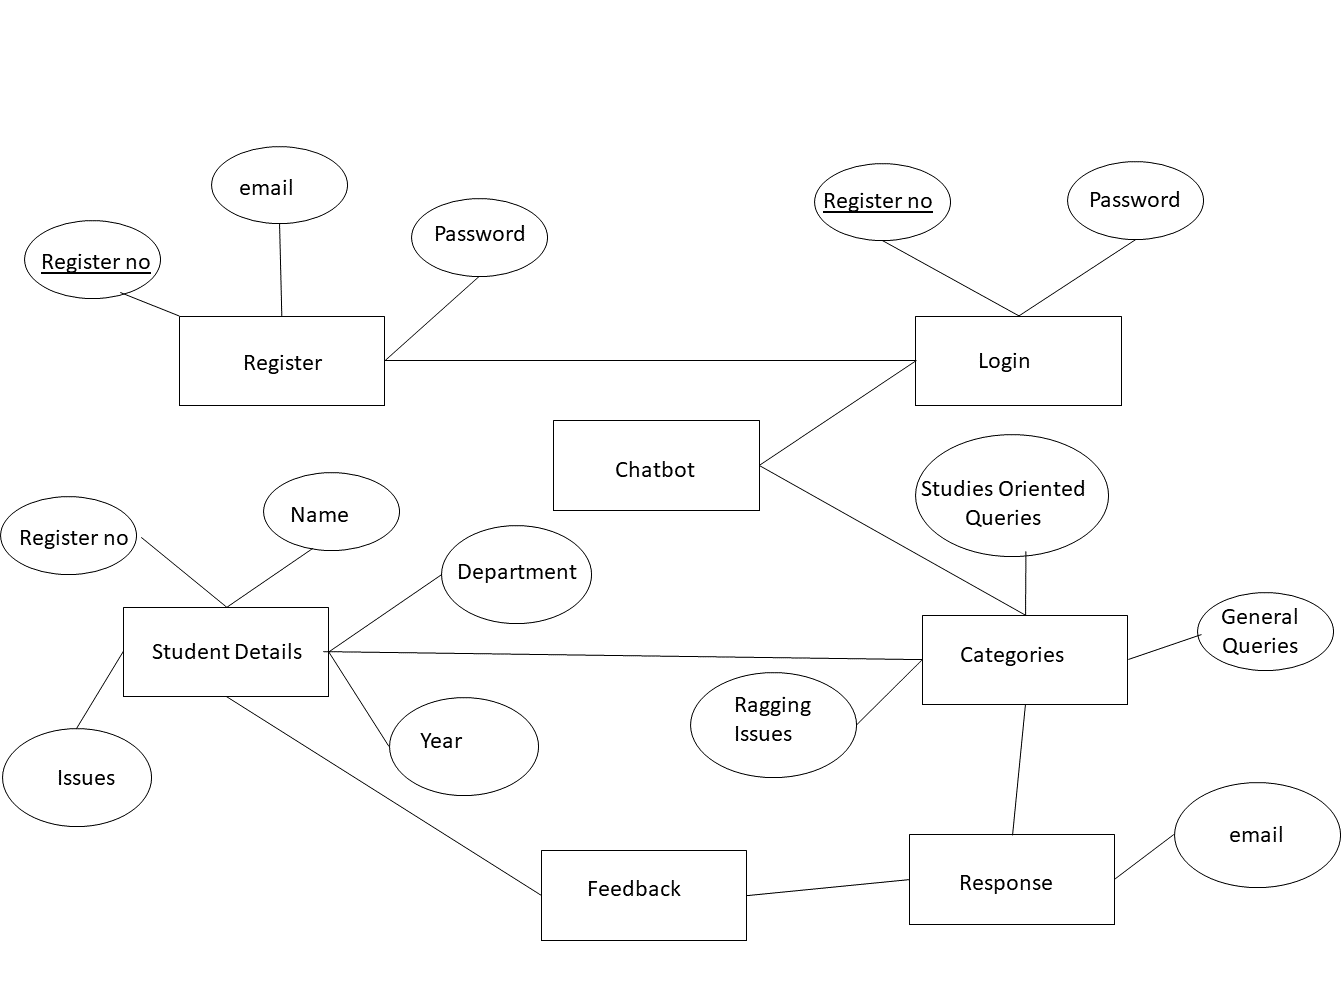 email
Register no
Password
Register no
Password
Register
Login
Chatbot
Studies Oriented
Queries
Register no
Name
Department
General
Queries
Student Details
Categories
Ragging
Issues
Year
Issues
email
Feedback
Response